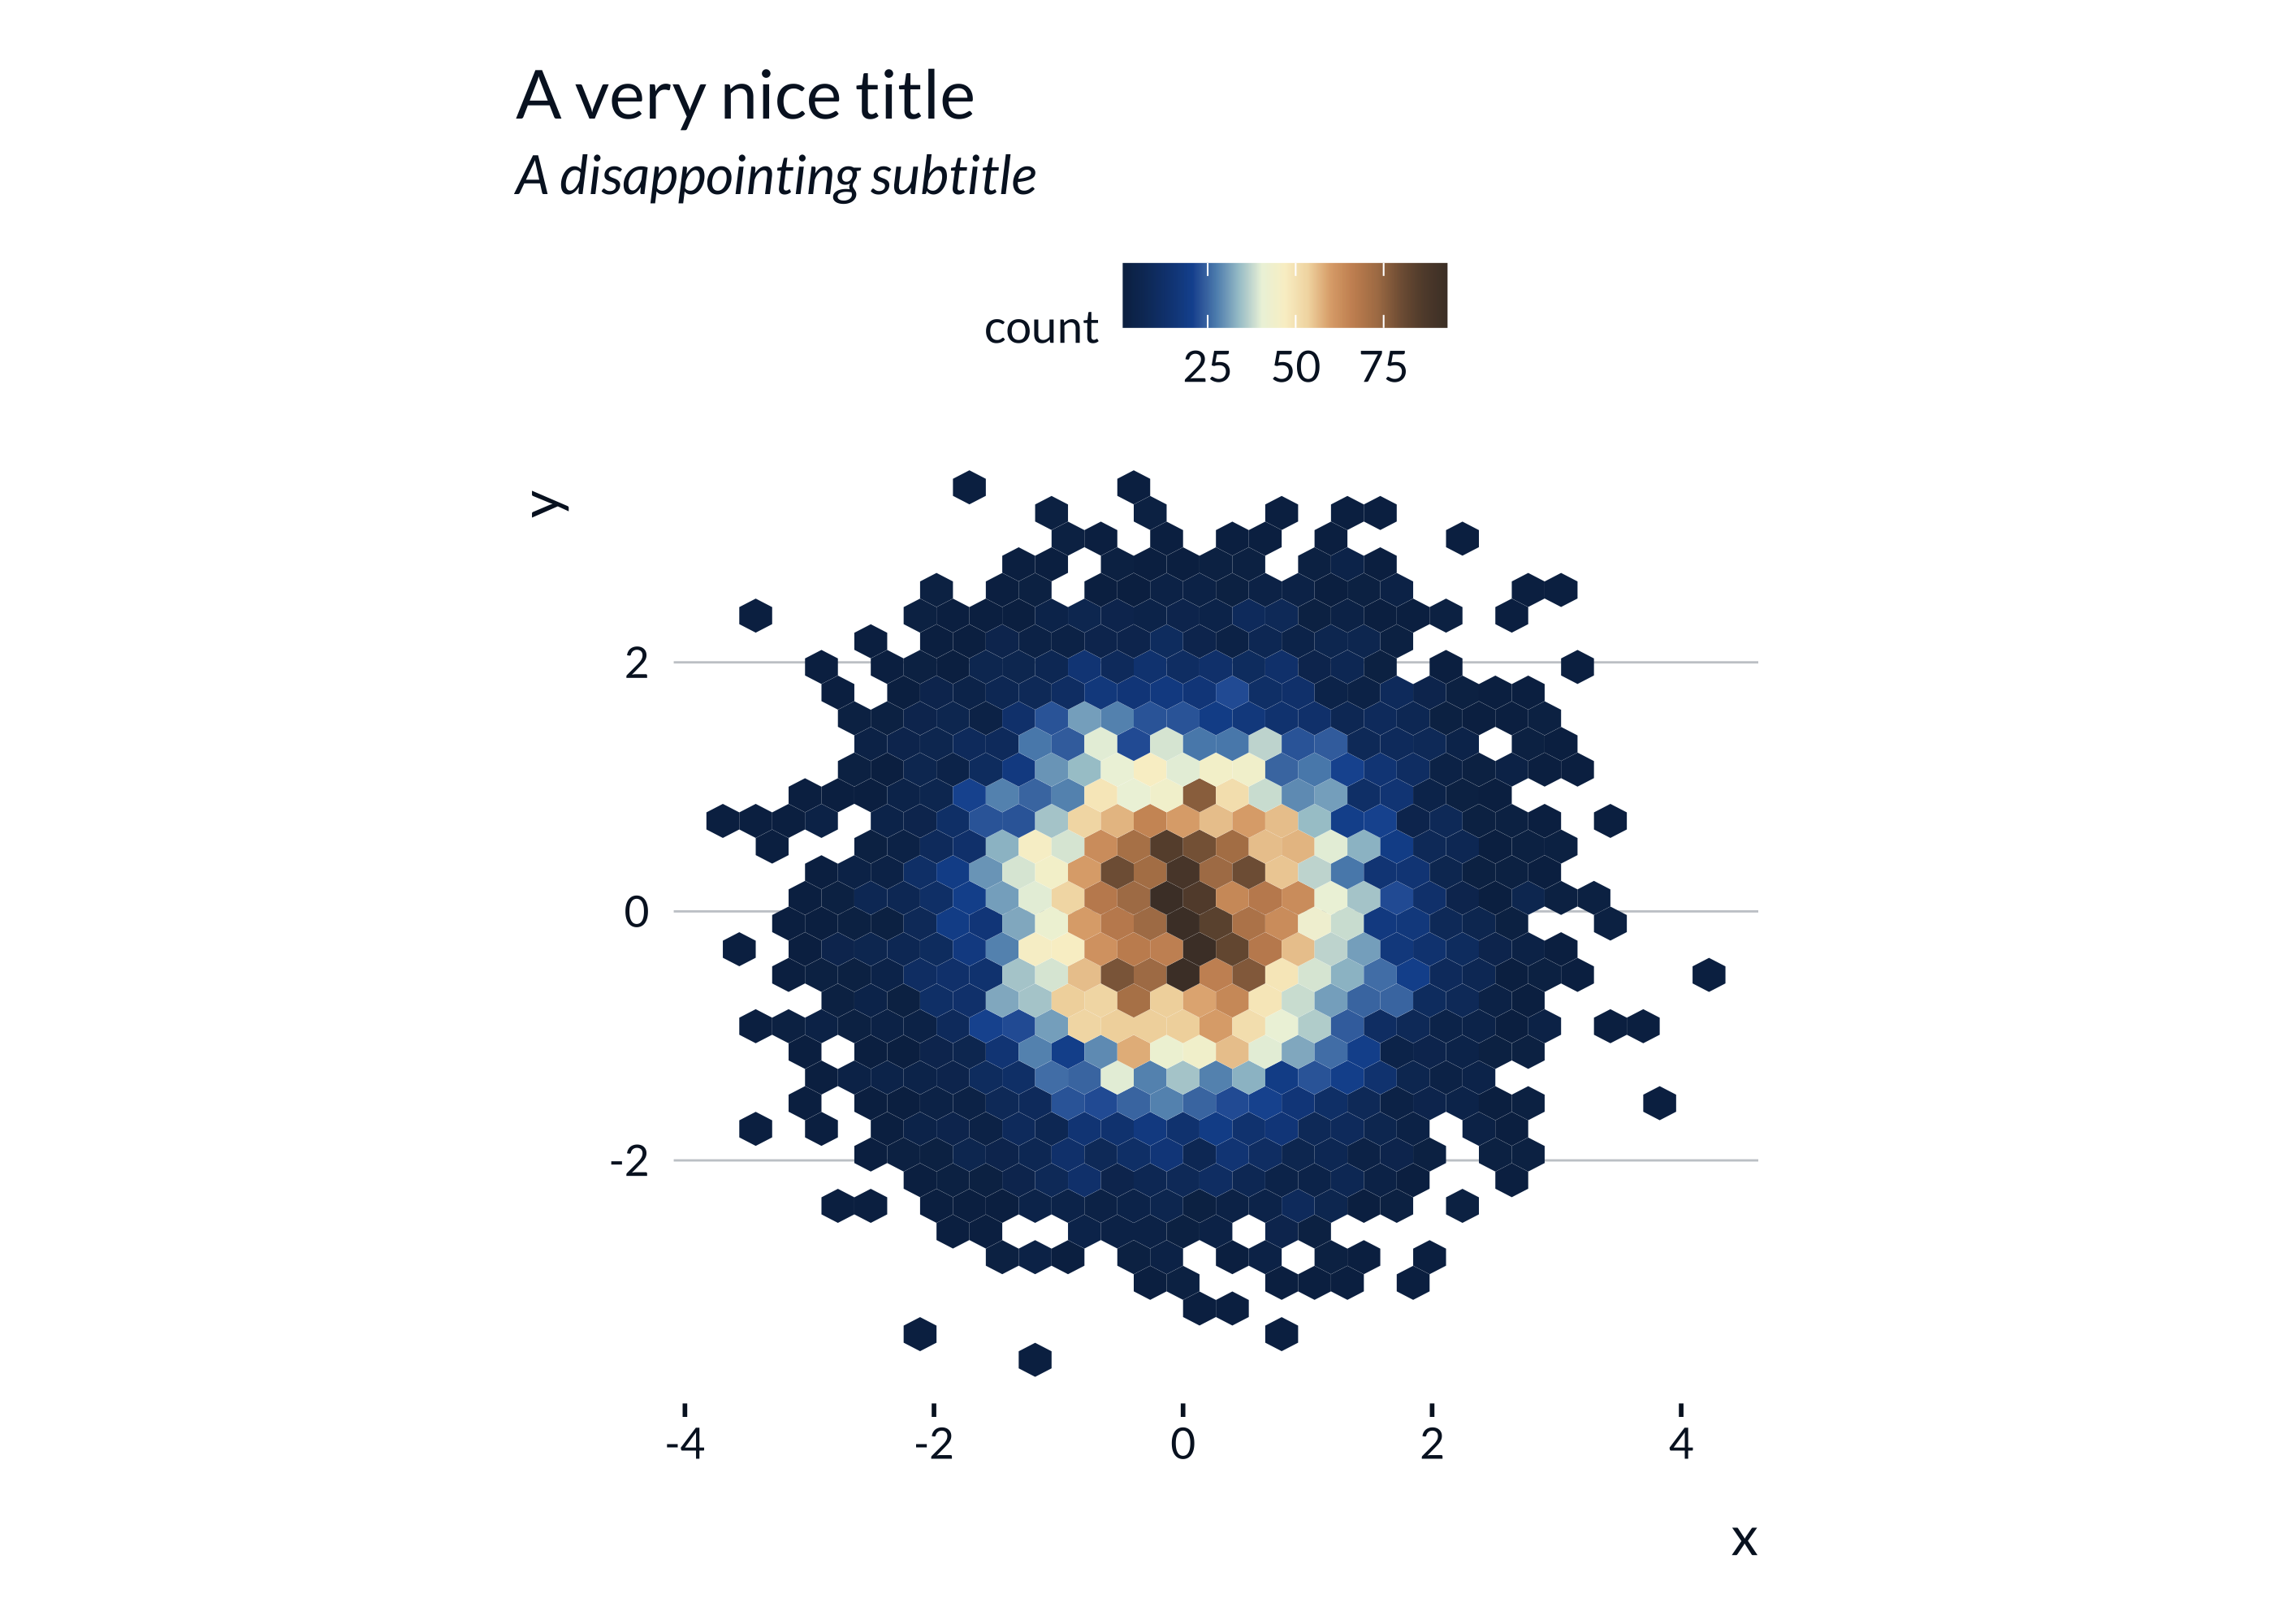 A very nice title
A disappointing subtitle
count
25 50 75
y
2
0
-2
-4 -2 0 2 4
x